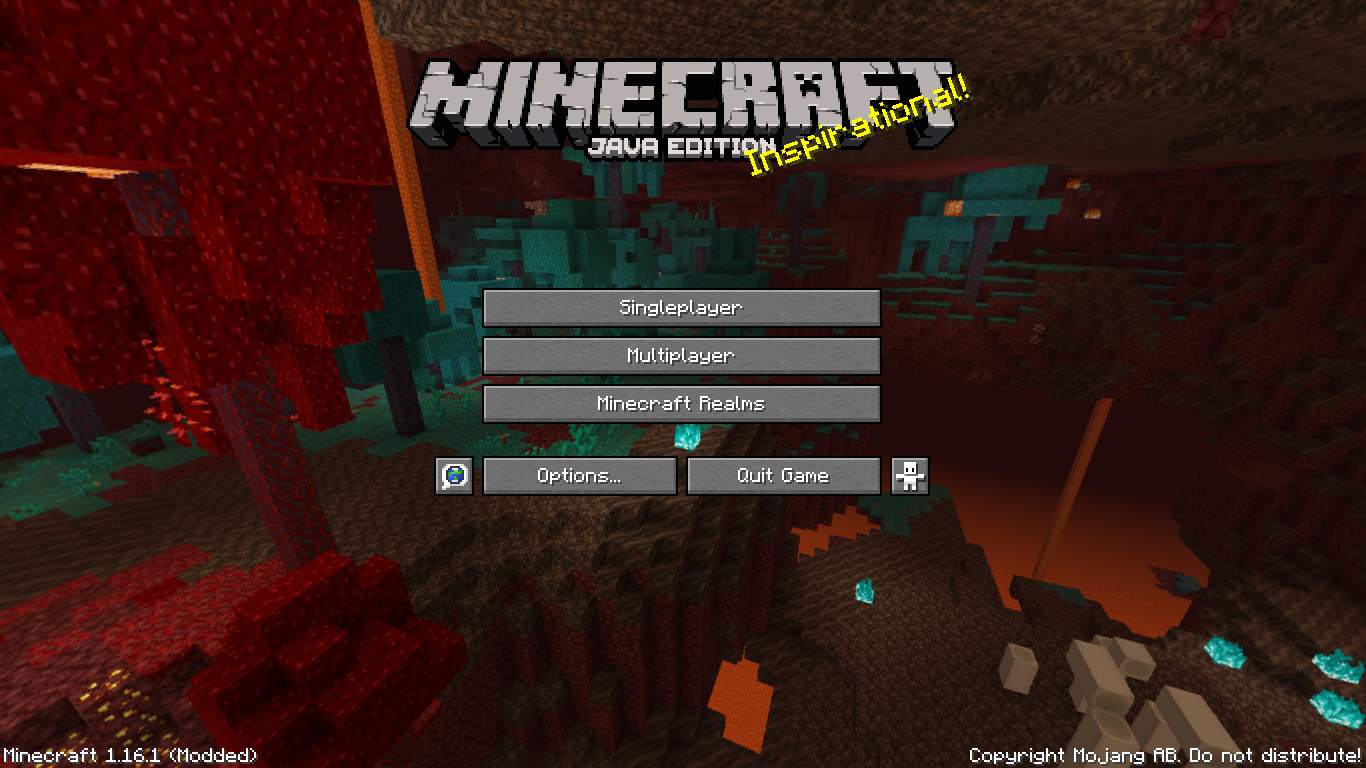 MINECRAFT
JAVA EDITION
Inspirational!
Singleplayer
Multiplayer
Minecraft Realms
Options...
Quit Game
Minecraft 1.16.1 (Modded)
Copyright Mojang AB. Do not distribute!